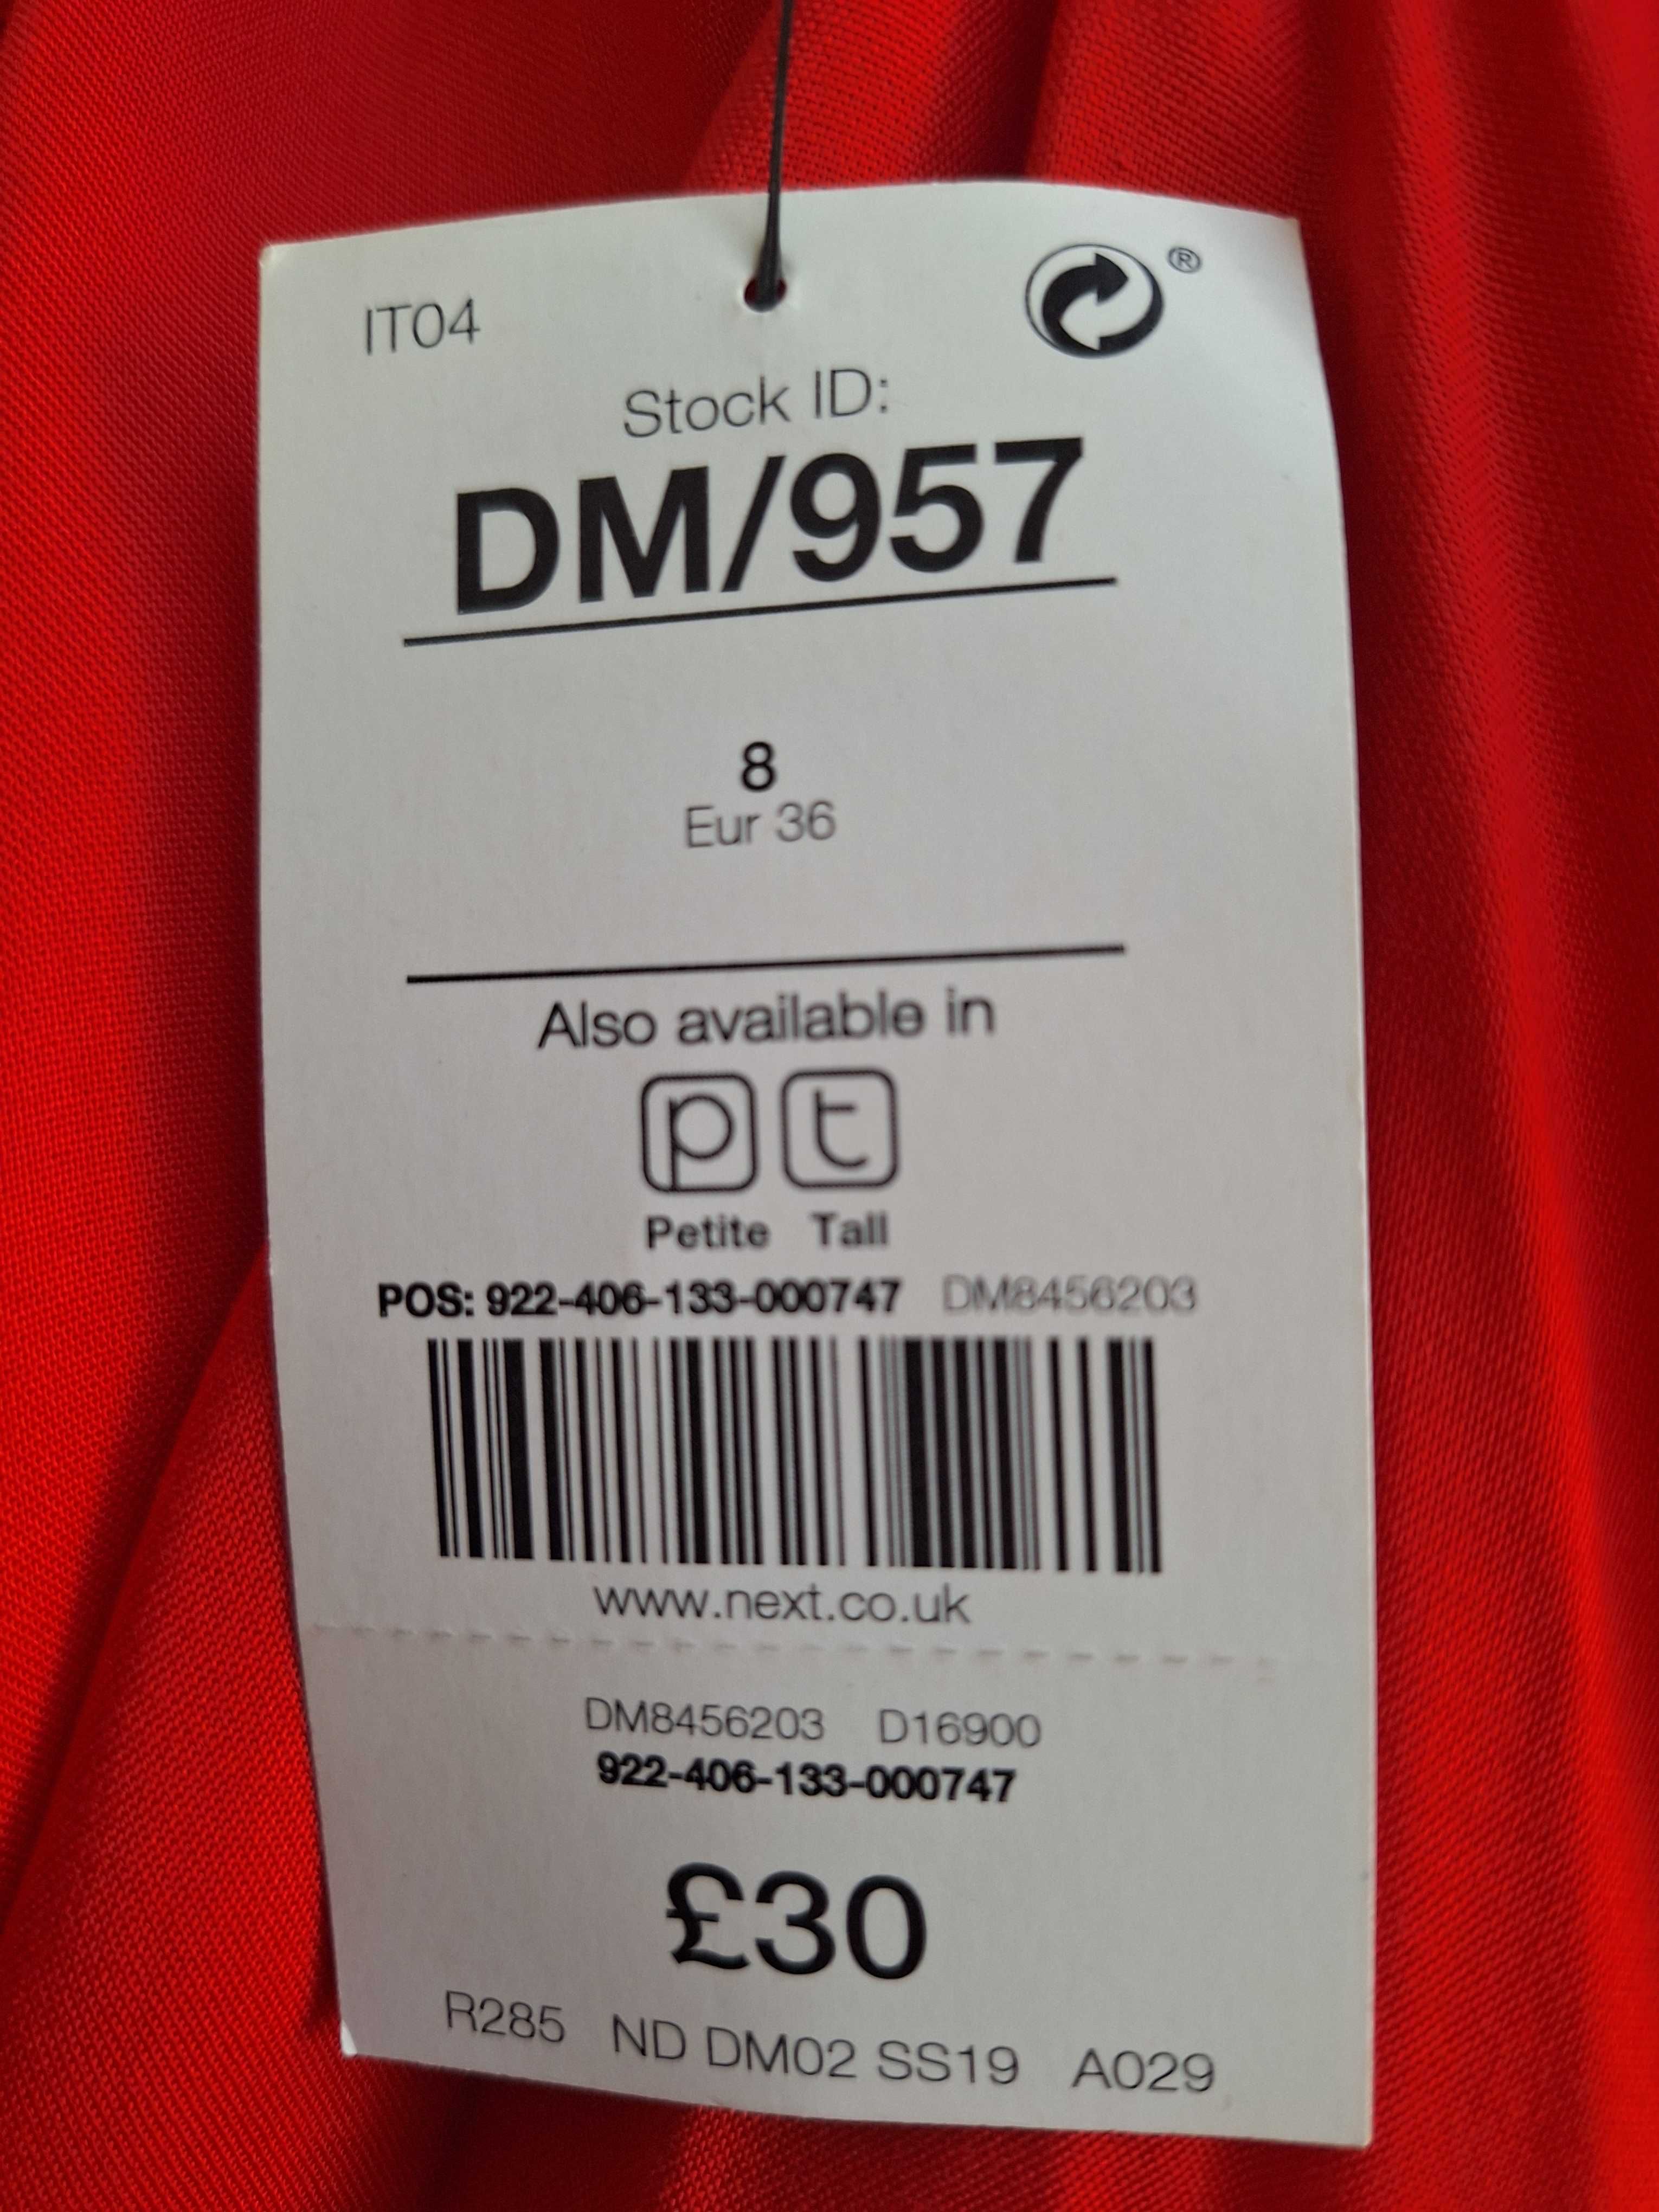 IT04 ®
Stock ID:
DM/957
8
Eur 36
Also available in
p t
Petite Tall
POS: 922-406-133-000747 DM8456203
www.next.co.uk
DM8456203 D16900
922-406-133-000747
£30
R285 ND DM02 SS19 A029